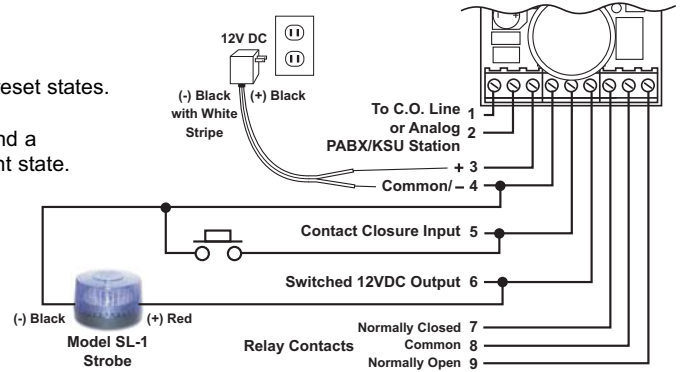 reset states.
and a
nt state.
12V DC
(-) Black
with White
Stripe
(+) Black
To C.O. Line
or Analog
PABX/KSU Station
1
2
+ 3
Common/ – 4
Contact Closure Input 5
Switched 12VDC Output 6
(-) Black
(+) Red
Model SL-1
Strobe
Relay Contacts
Normally Closed 7
Common 8
Normally Open 9